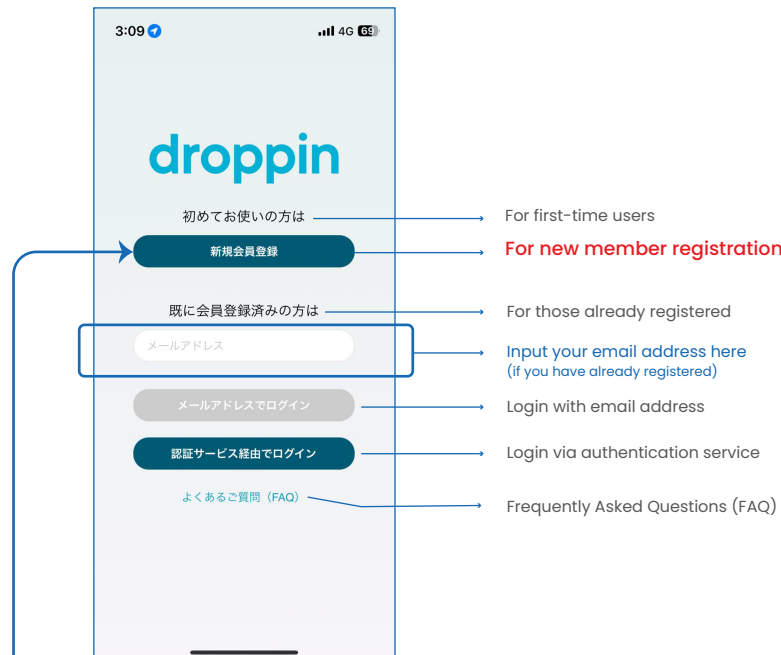 3:09
4G 69
droppin
初めてお使いの方は
For first-time users
新規会員登録
For new member registration
既に会員登録済みの方は
For those already registered
メールアドレス
Input your email address here
(if you have already registered)
メールアドレスでログイン
Login with email address
認証サービス経由でログイン
Login via authentication service
よくあるご質問（FAQ）
Frequently Asked Questions (FAQ)